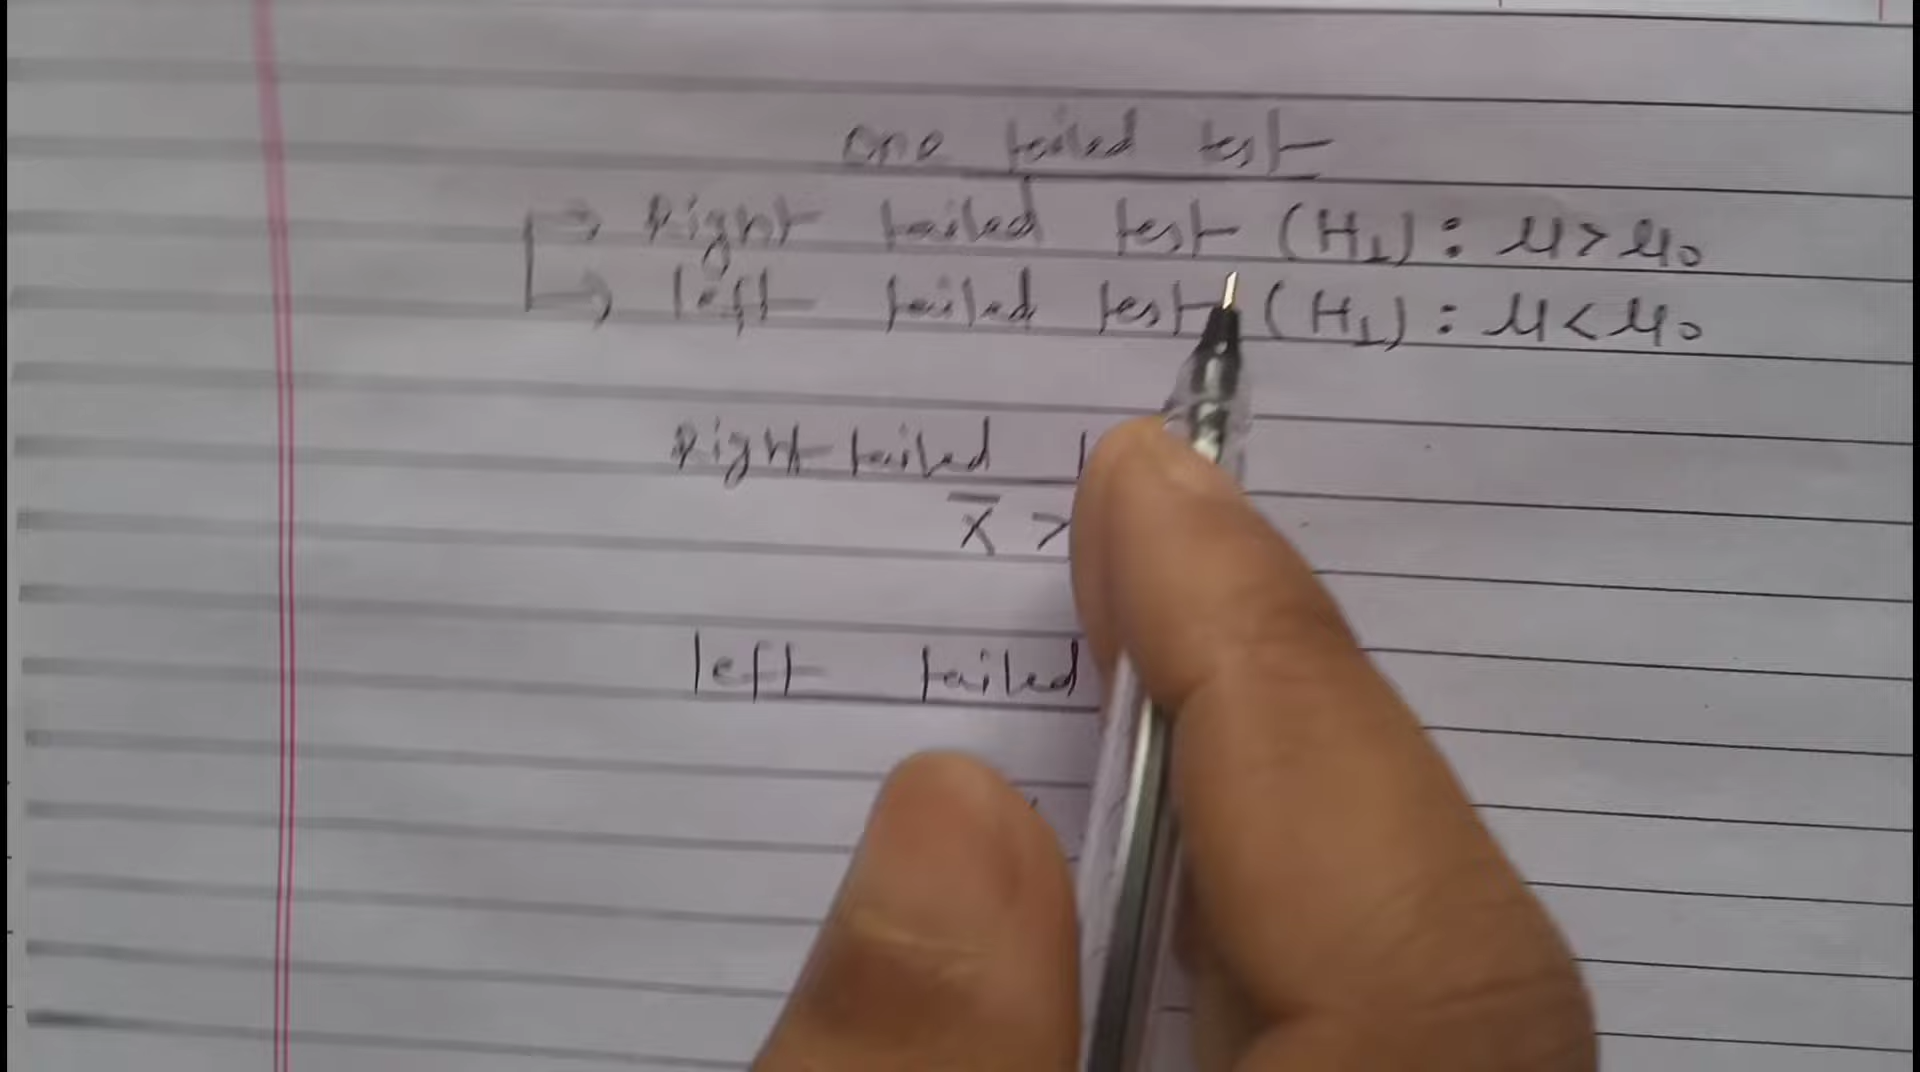 one tailed test
→ Right tailed test (H₁) : μ > μ₀
→ left tailed test (H₁) : μ < μ₀
Right tailed
x̄ >
left tailed